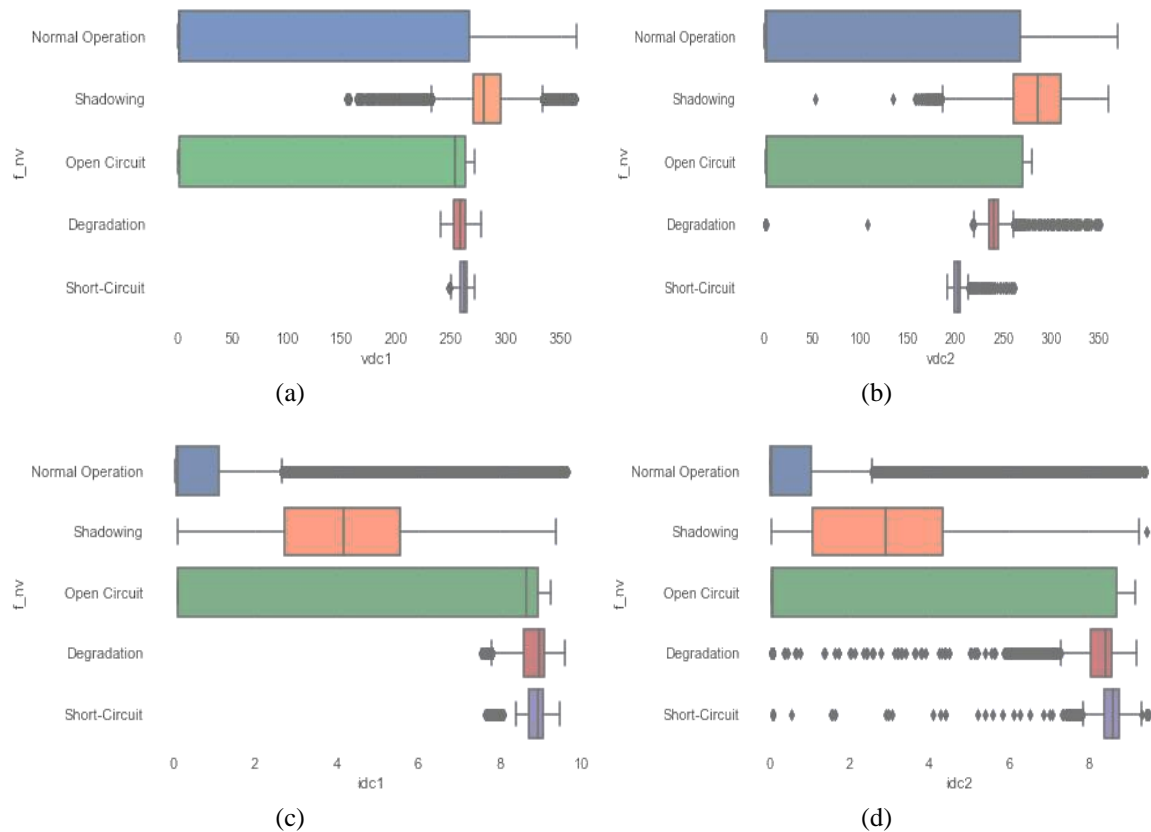 Normal Operation
Shadowing
Open Circuit
Degradation
Short-Circuit
f_nv
0 50 100 150 200 250 300 350
vdc1
(a)
Normal Operation
Shadowing
Open Circuit
Degradation
Short-Circuit
f_nv
0 50 100 150 200 250 300 350
vdc2
(b)
Normal Operation
Shadowing
Open Circuit
Degradation
Short-Circuit
f_nv
0 2 4 6 8 10
idc1
(c)
Normal Operation
Shadowing
Open Circuit
Degradation
Short-Circuit
f_nv
0 2 4 6 8
idc2
(d)